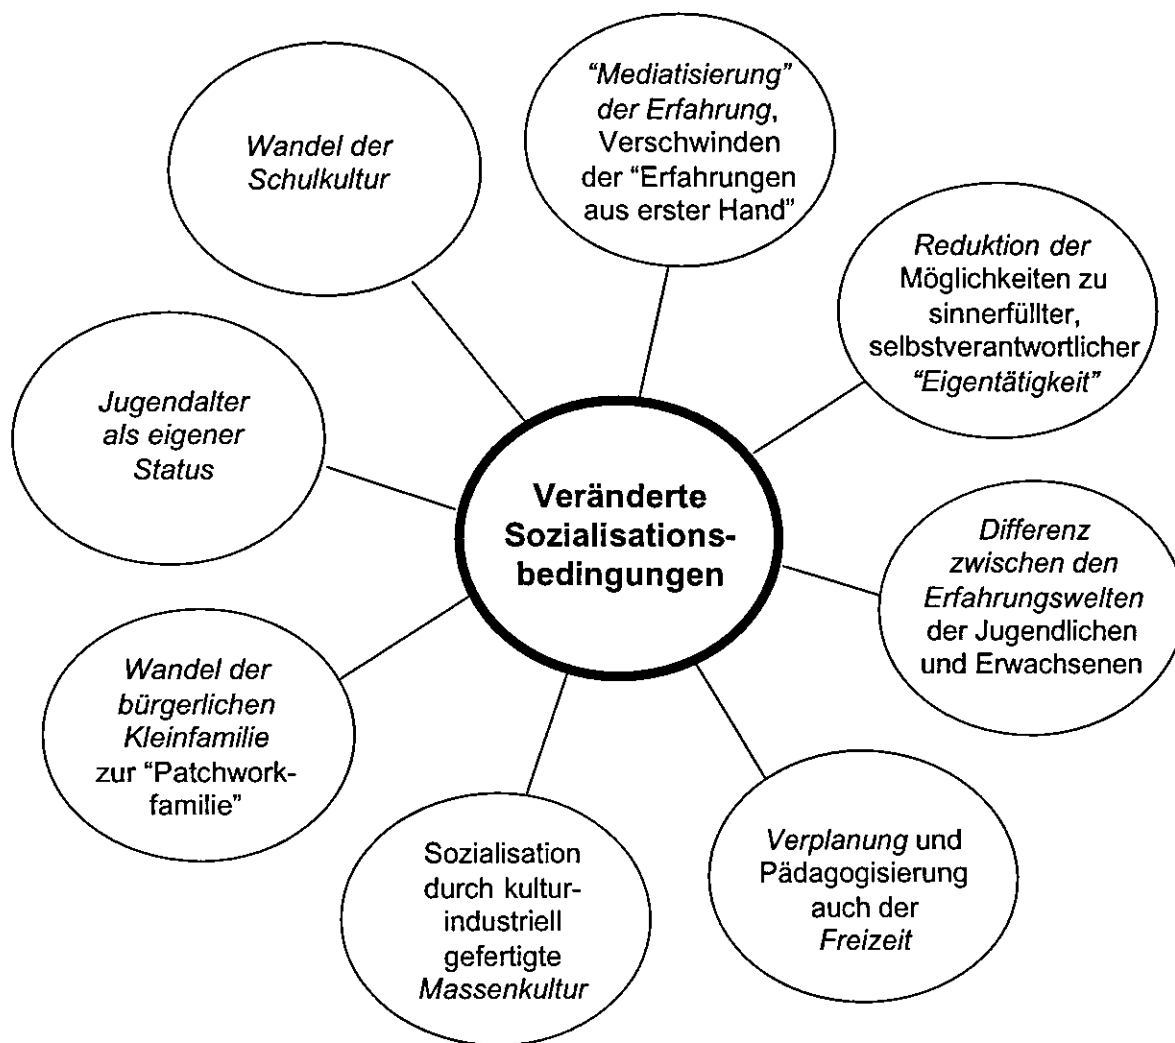 Wandel der
Schulkultur
"Mediatisierung"
der Erfahrung,
Verschwinden
der "Erfahrungen
aus erster Hand"
Reduktion der
Möglichkeiten zu
sinnerfüllter,
selbstverantwortlicher
"Eigentätigkeit"
Jugendalter
als eigener
Status
Veränderte
Sozialisations-
bedingungen
Differenz
zwischen den
Erfahrungswelten
der Jugendlichen
und Erwachsenen
Wandel der
bürgerlichen
Kleinfamilie
zur "Patchwork-
familie"
Sozialisation
durch kultur-
industriell
gefertigte
Massenkultur
Verplanung und
Pädagogisierung
auch der
Freizeit